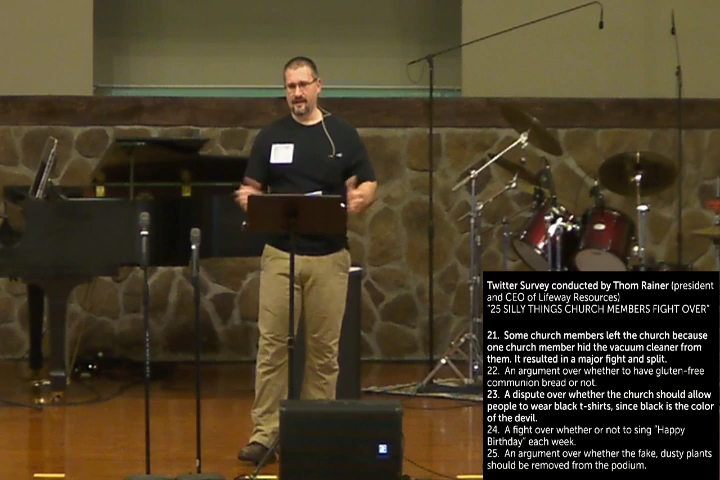 Twitter Survey conducted by Thom Rainer (president
and CEO of Lifeway Resources)
"25 SILLY THINGS CHURCH MEMBERS FIGHT OVER"
21. Some church members left the church because
one church member hid the vacuum cleaner from
them. It resulted in a major fight and split.
22. An argument over whether to have gluten-free
communion bread or not.
23. A dispute over whether the church should allow
people to wear black t-shirts, since black is the color
of the devil.
24. A fight over whether or not to sing "Happy
Birthday" each week.
25. An argument over whether the fake, dusty plants
should be removed from the podium.